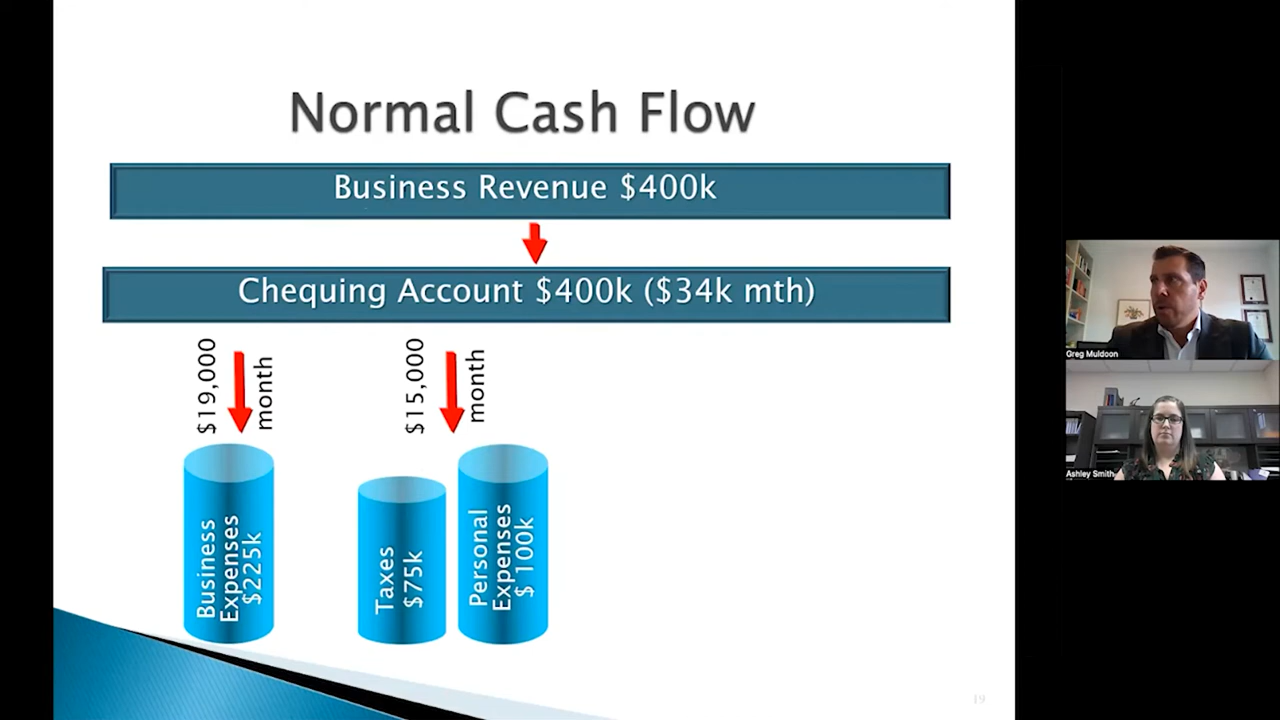 Normal Cash Flow
Business Revenue $400k
Chequing Account $400k ($34k mth)
$19,000
month
$15,000
month
Business
Expenses
$225k
Taxes
$75k
Personal
Expenses
$ 100k
19
Greg Muldoon
Ashley Smith